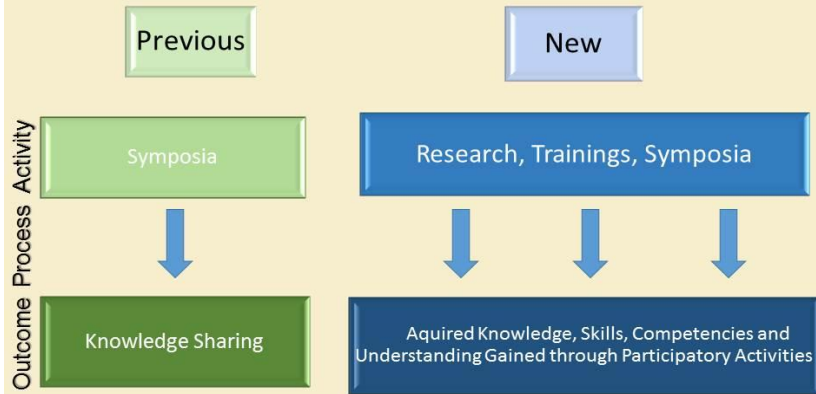 Previous
New
Activity
Symposia
Research, Trainings, Symposia
Process
Outcome
Knowledge Sharing
Aquired Knowledge, Skills, Competencies and
Understanding Gained through Participatory Activities